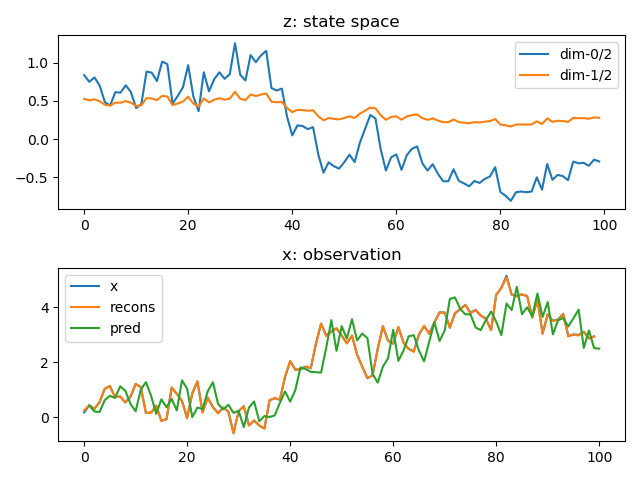 z: state space
1.0
0.5
0.0
−0.5
dim-0/2
dim-1/2
0 20 40 60 80 100
x: observation
4
2
0
x
recons
pred
0 20 40 60 80 100